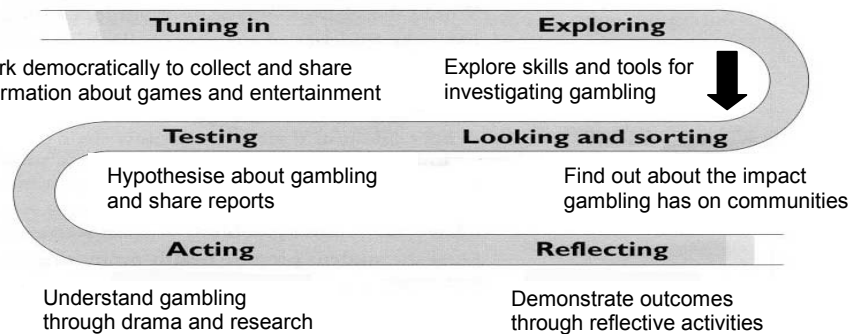 Tuning in
Exploring
democratically to collect and share
about games and entertainment
Explore skills and tools for
investigating gambling
Testing
Looking and sorting
Hypothesise about gambling
and share reports
Find out about the impact
gambling has on communities
Acting
Reflecting
Understand gambling
through drama and research
Demonstrate outcomes
through reflective activities